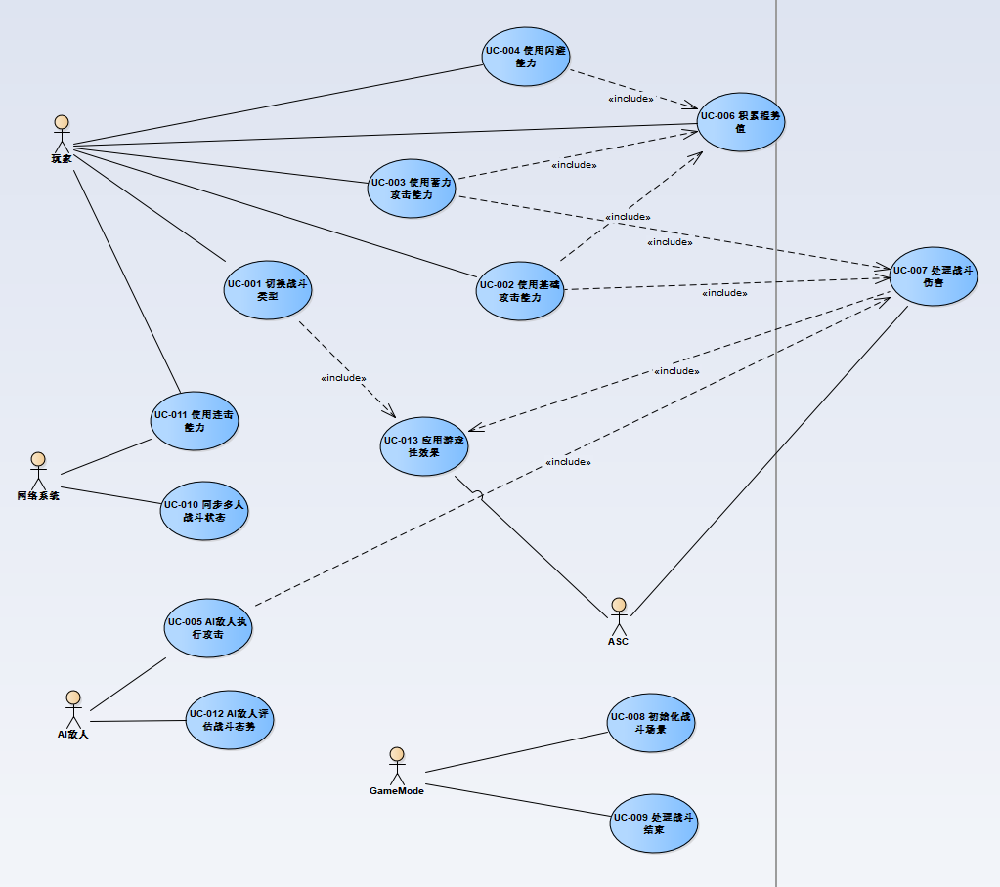 UC-004 使用闪避
能力
«include»
UC-006 积累趋势
值
玩家
«include»
UC-003 使用蓄力
攻击能力
«include»
«include»
UC-001 切换战斗
类型
UC-002 使用基础
攻击能力
«include»
UC-007 处理战斗
伤害
«include»
«include»
UC-011 使用连击
能力
UC-013 应用游戏
性效果
«include»
网络系统
UC-010 同步多人
战斗状态
UC-005 AI敌人执
行攻击
ASC
AI敌人
UC-012 AI敌人评
估战斗态势
UC-008 初始化战
斗场景
GameMode
UC-009 处理战斗
结束